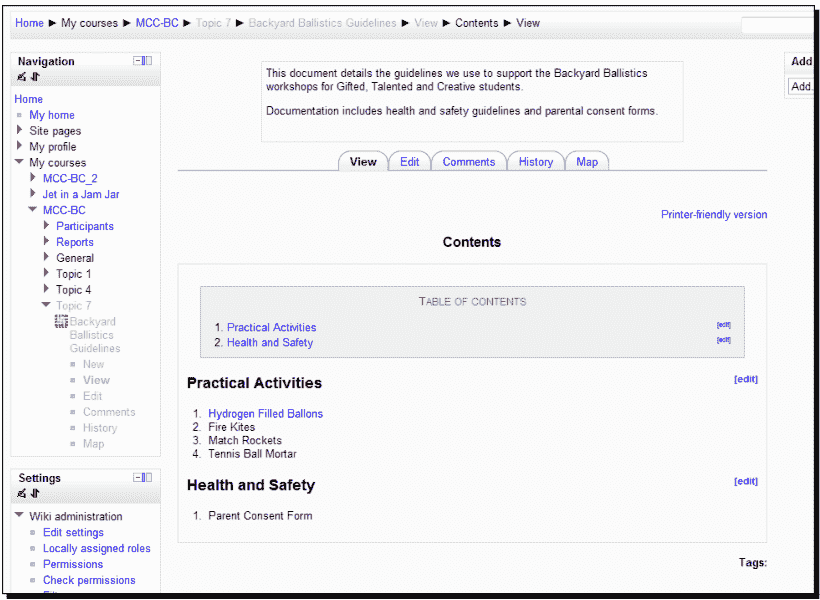 Home ► My courses ► MCC-BC ► Topic 7 ► Backyard Ballistics Guidelines ► View ► Contents ► View
Navigation
Home
My home
Site pages
My profile
My courses
MCC-BC_2
Jet in a Jam Jar
MCC-BC
Participants
Reports
General
Topic 1
Topic 4
Topic 7
Backyard
Ballistics
Guidelines
New
View
Edit
Comments
History
Map
Settings
Wiki administration
Edit settings
Locally assigned roles
Permissions
Check permissions
This document details the guidelines we use to support the Backyard Ballistics
workshops for Gifted, Talented and Creative students.
Documentation includes health and safety guidelines and parental consent forms.
View Edit Comments History Map
Printer-friendly version
Contents
TABLE OF CONTENTS
1. Practical Activities [edit]
2. Health and Safety [edit]
Practical Activities [edit]
1. Hydrogen Filled Ballons
2. Fire Kites
3. Match Rockets
4. Tennis Ball Mortar
Health and Safety [edit]
1. Parent Consent Form
Tags:
Add
Add.